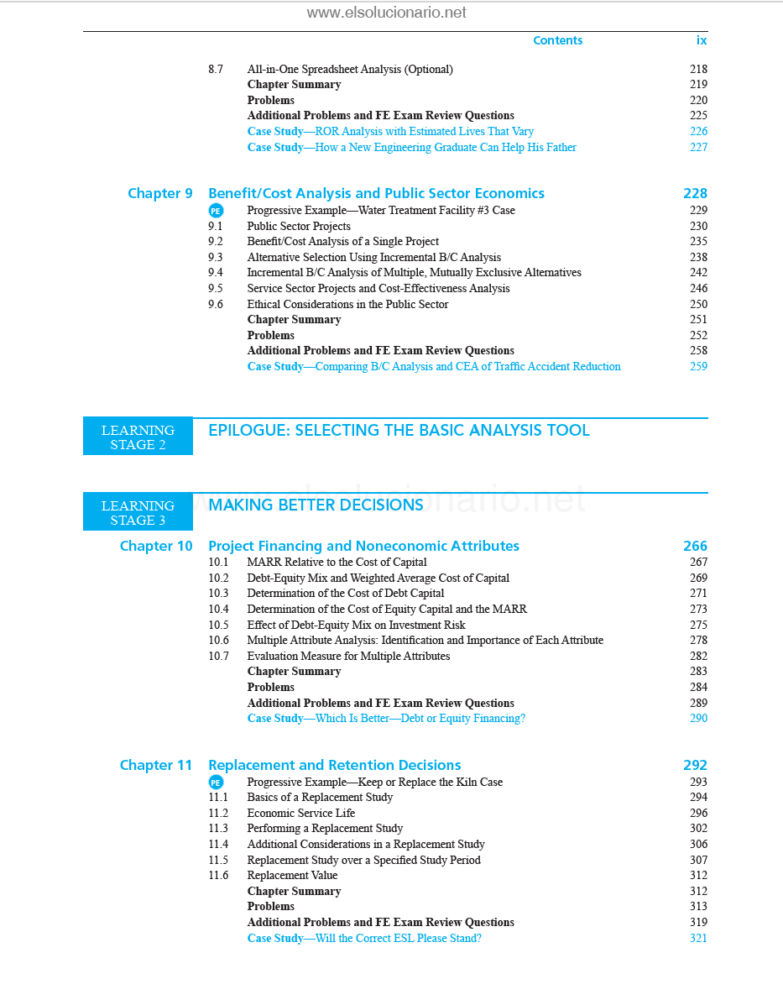 www.elsolucionario.net
Contents ix
8.7 All-in-One Spreadsheet Analysis (Optional) 218
Chapter Summary 219
Problems 220
Additional Problems and FE Exam Review Questions 225
Case Study—ROR Analysis with Estimated Lives That Vary 226
Case Study—How a New Engineering Graduate Can Help His Father 227
Chapter 9 Benefit/Cost Analysis and Public Sector Economics 228
PE Progressive Example—Water Treatment Facility #3 Case 229
9.1 Public Sector Projects 230
9.2 Benefit/Cost Analysis of a Single Project 235
9.3 Alternative Selection Using Incremental B/C Analysis 238
9.4 Incremental B/C Analysis of Multiple, Mutually Exclusive Alternatives 242
9.5 Service Sector Projects and Cost-Effectiveness Analysis 246
9.6 Ethical Considerations in the Public Sector 250
Chapter Summary 251
Problems 252
Additional Problems and FE Exam Review Questions 258
Case Study—Comparing B/C Analysis and CEA of Traffic Accident Reduction 259
LEARNING
STAGE 2
EPILOGUE: SELECTING THE BASIC ANALYSIS TOOL
www.elsolucionario.net
LEARNING
STAGE 3
MAKING BETTER DECISIONS
Chapter 10 Project Financing and Noneconomic Attributes 266
10.1 MARR Relative to the Cost of Capital 267
10.2 Debt-Equity Mix and Weighted Average Cost of Capital 269
10.3 Determination of the Cost of Debt Capital 271
10.4 Determination of the Cost of Equity Capital and the MARR 273
10.5 Effect of Debt-Equity Mix on Investment Risk 275
10.6 Multiple Attribute Analysis: Identification and Importance of Each Attribute 278
10.7 Evaluation Measure for Multiple Attributes 282
Chapter Summary 283
Problems 284
Additional Problems and FE Exam Review Questions 289
Case Study—Which Is Better—Debt or Equity Financing? 290
Chapter 11 Replacement and Retention Decisions 292
PE Progressive Example—Keep or Replace the Kiln Case 293
11.1 Basics of a Replacement Study 294
11.2 Economic Service Life 296
11.3 Performing a Replacement Study 302
11.4 Additional Considerations in a Replacement Study 306
11.5 Replacement Study over a Specified Study Period 307
11.6 Replacement Value 312
Chapter Summary 312
Problems 313
Additional Problems and FE Exam Review Questions 319
Case Study—Will the Correct ESL Please Stand? 321